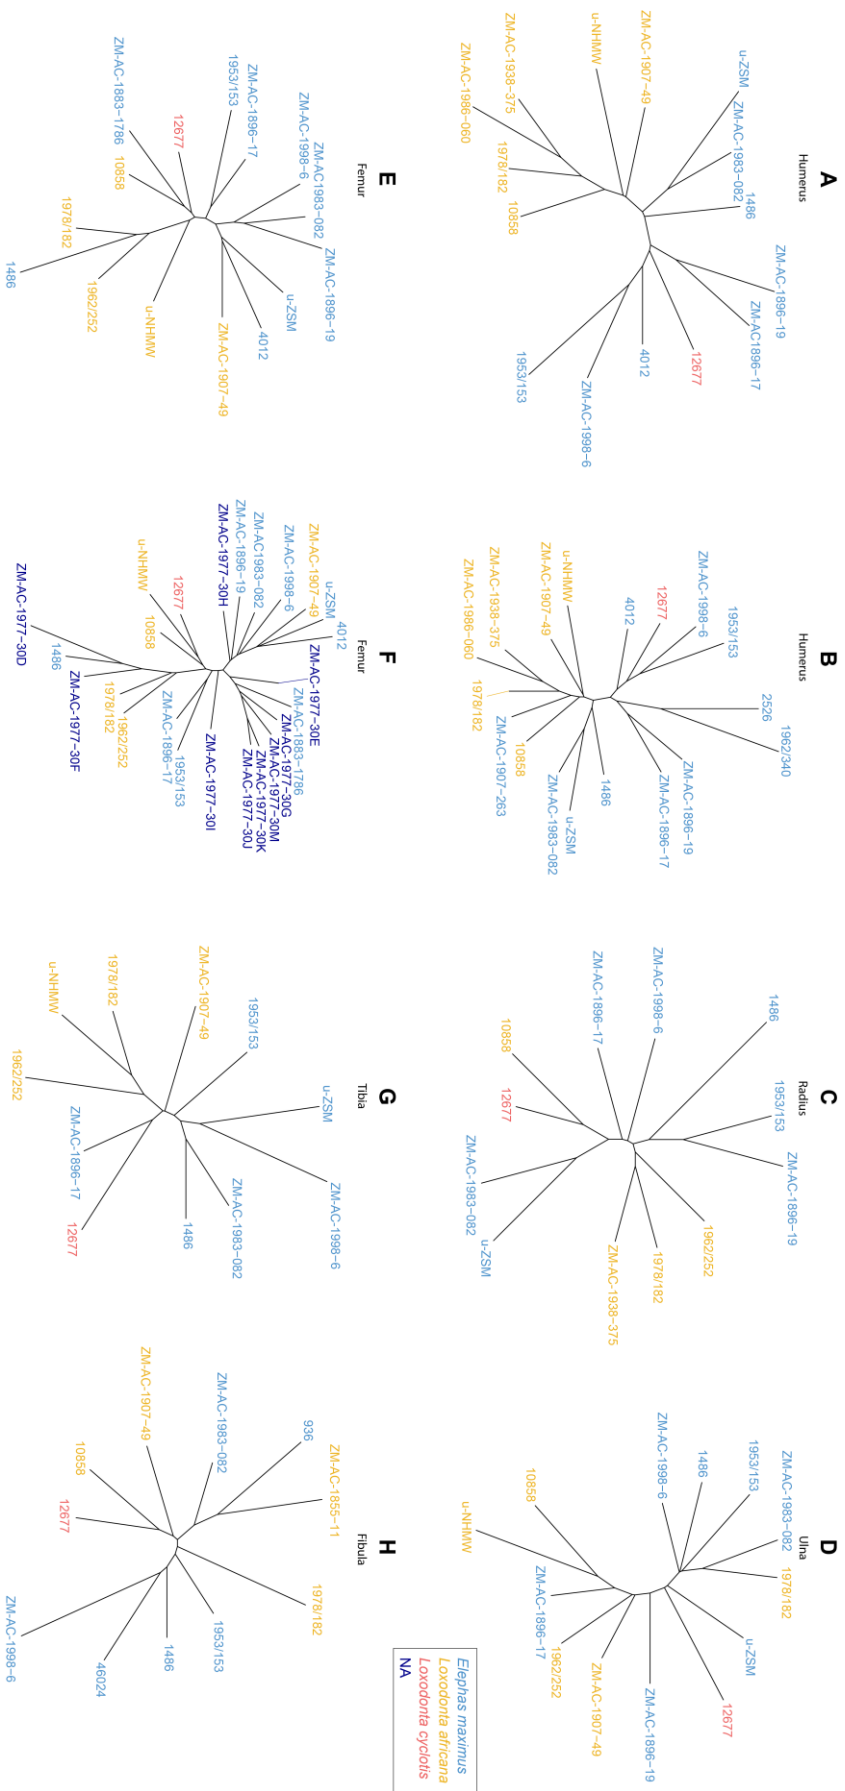 A
Humerus
u-ZSM
ZM-AC-1983-082
1486
ZM-AC-1907-49
u-NHMW
ZM-AC-1938-375
ZM-AC-1986-060
1978/182
10858
ZM-AC-1896-19
ZM-AC1896-17
12677
4012
ZM-AC-1998-6
1953/153
B
Humerus
1953/153
ZM-AC-1998-6
12677
4012
u-NHMW
ZM-AC-1907-49
ZM-AC-1938-375
ZM-AC-1986-060
1978/182
ZM-AC-1907-263
10858
2526
1962/340
ZM-AC-1896-19
ZM-AC-1896-17
1486
u-ZSM
ZM-AC-1983-082
C
Radius
1486
ZM-AC-1998-6
ZM-AC-1896-17
10858
12677
ZM-AC-1983-082
u-ZSM
1953/153
ZM-AC-1896-19
1962/252
1978/182
ZM-AC-1938-375
D
Ulna
ZM-AC-1983-082
1953/153
1486
ZM-AC-1998-6
10858
u-NHMW
ZM-AC-1896-17
1962/252
ZM-AC-1907-49
ZM-AC-1896-19
12677
u-ZSM
1978/182
E
Femur
ZM-AC1983-082
ZM-AC-1998-6
ZM-AC-1896-17
1953/153
12677
ZM-AC-1883-1786
10858
1978/182
1486
1962/252
u-NHMW
ZM-AC-1907-49
4012
u-ZSM
ZM-AC-1896-19
F
Femur
4012
u-ZSM
ZM-AC-1907-49
ZM-AC-1998-6
ZM-AC1983-082
ZM-AC-1896-19
ZM-AC-1977-30H
12677
u-NHMW
10858
ZM-AC-1977-30D
1486
ZM-AC-1977-30F
1978/182
1962/252
ZM-AC-1896-17
1953/153
ZM-AC-1977-30I
ZM-AC-1977-30J
ZM-AC-1977-30K
ZM-AC-1977-30M
ZM-AC-1977-30G
ZM-AC-1883-1786
ZM-AC-1977-30E
G
Tibia
u-ZSM
1953/153
ZM-AC-1907-49
1978/182
u-NHMW
1962/252
ZM-AC-1896-17
12677
1486
ZM-AC-1983-082
ZM-AC-1998-6
H
Fibula
ZM-AC-1855-11
936
ZM-AC-1983-082
ZM-AC-1907-49
10858
12677
ZM-AC-1998-6
46024
1486
1953/153
1978/182
Elephas maximus
Loxodonta africana
Loxodonta cyclotis
NA